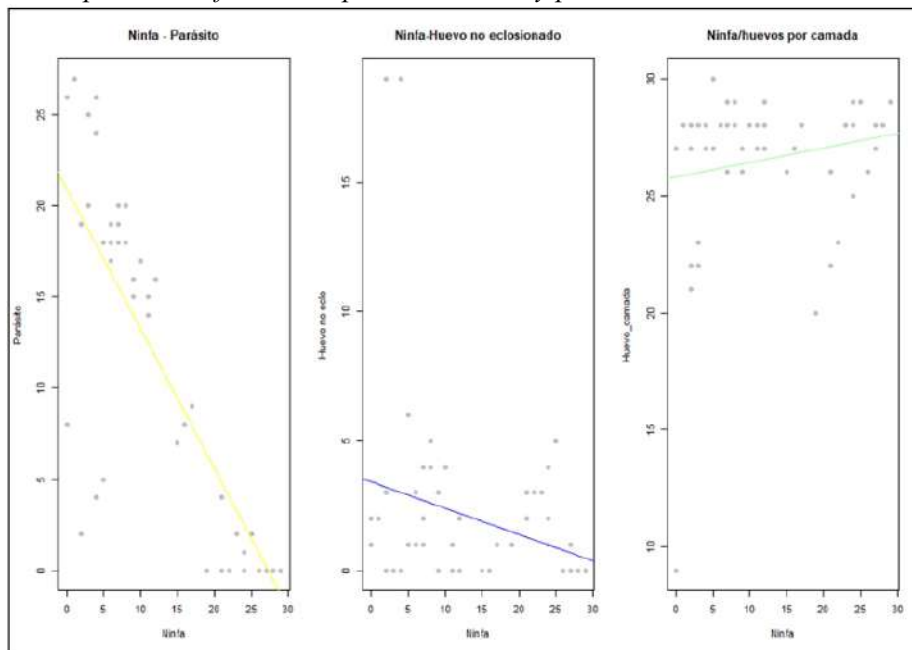 Ninfa - Parásito
Parásito
25
20
15
10
5
0
0 5 10 15 20 25 30
Ninfa
Ninfa-Huevo no eclosionado
Huevo no eclo
15
10
5
0
0 5 10 15 20 25 30
Ninfa
Ninfa/huevos por camada
Huevo_camada
30
25
20
15
10
0 5 10 15 20 25 30
Ninfa